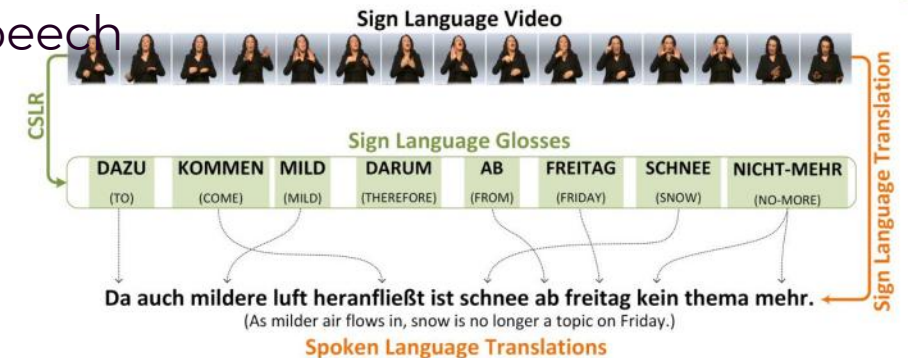 peech
Sign Language Video
CSLR
Sign Language Translation
Sign Language Glosses
DAZU KOMMEN MILD DARUM AB FREITAG SCHNEE NICHT-MEHR
(TO) (COME) (MILD) (THEREFORE) (FROM) (FRIDAY) (SNOW) (NO-MORE)
Da auch mildere luft heranfließt ist schnee ab freitag kein thema mehr.
(As milder air flows in, snow is no longer a topic on Friday.)
Spoken Language Translations